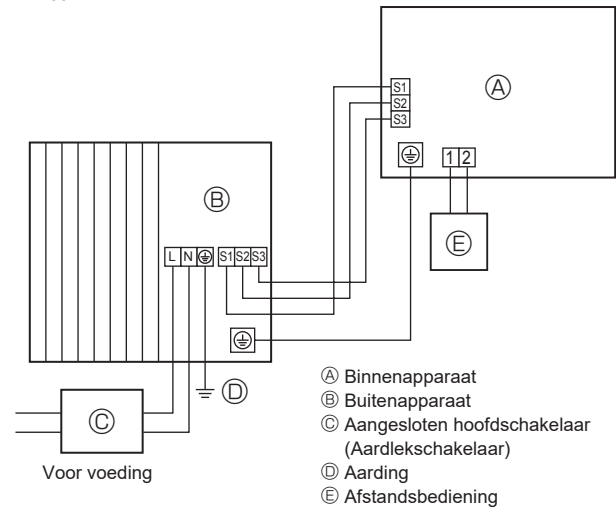 Ⓐ
S1
S2
S3
1 2
Ⓔ
Ⓑ
L N S1 S2 S3
Ⓓ
Ⓒ
Voor voeding
Ⓐ Binnenapparaat
Ⓑ Buitenapparaat
Ⓒ Aangesloten hoofdschakelaar
(Aardlekschakelaar)
Ⓓ Aarding
Ⓔ Afstandsbediening